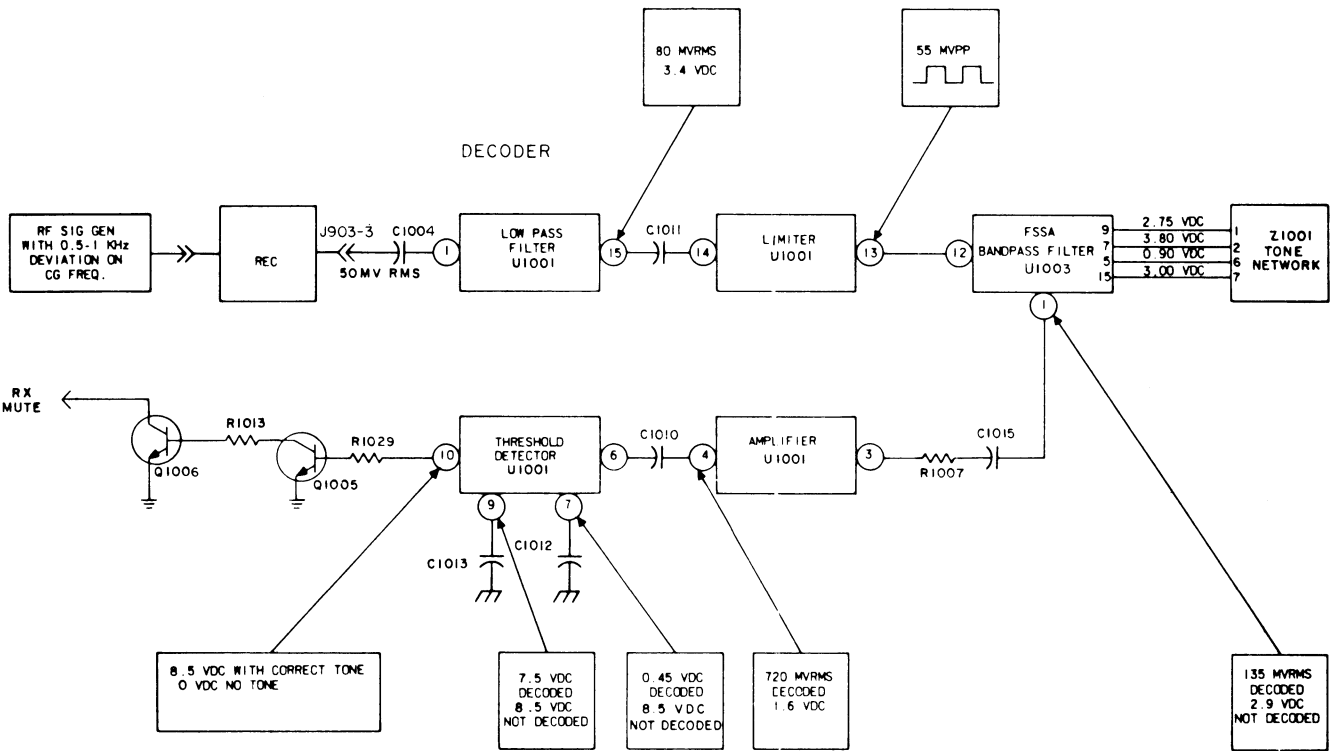 80 MVRMS
3.4 VDC
55 MVPP
DECODER
RF SIG GEN
WITH 0.5-1 KHz
DEVIATION ON
CG FREQ.
REC
J903-3
C1004
50MV RMS
1
LOW PASS
FILTER
U1001
15
C1011
14
LIMITER
U1001
13
12
FSSA
BANDPASS FILTER
U1003
9
7
5
15
1
2.75 VDC
3.80 VDC
0.90 VDC
3.00 VDC
1
2
6
7
Z1001
TONE
NETWORK
RX
MUTE
Q1006
R1013
Q1005
R1029
10
THRESHOLD
DETECTOR
U1001
9
7
6
C1010
4
AMPLIFIER
U1001
3
R1007
C1015
C1013
C1012
8.5 VDC WITH CORRECT TONE
0 VDC NO TONE
7.5 VDC
DECODED
8.5 VDC
NOT DECODED
0.45 VDC
DECODED
8.5 VDC
NOT DECODED
720 MVRMS
DECODED
1.6 VDC
135 MVRMS
DECODED
2.9 VDC
NOT DECODED